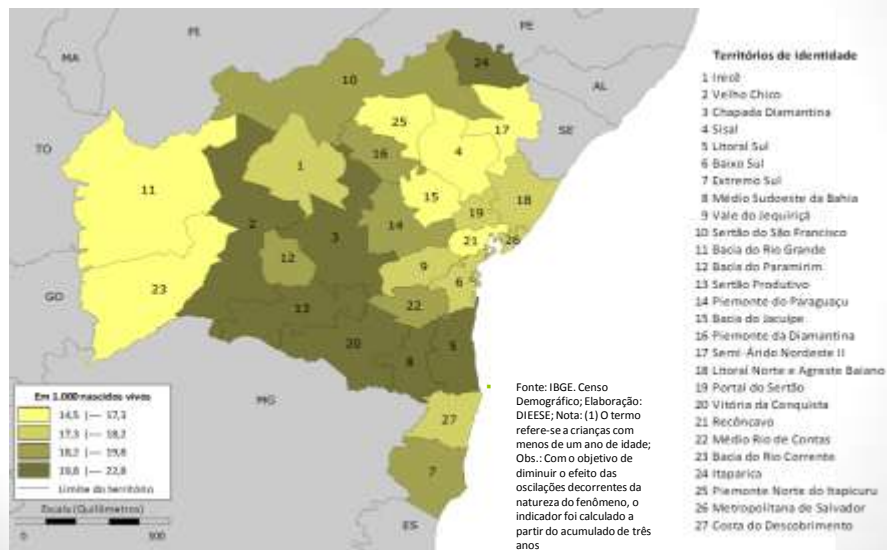 PI
PE
MA
AL
SE
TO
GO
MG
ES
10
24
25
17
4
16
1
11
15
18
14
19
2
3
21
26
12
9
6
23
22
13
20
8
5
27
7
Em 1.000 nascidos vivos
14,5 |— 17,3
17,3 |— 18,2
18,2 |— 19,8
19,8 |— 22,8
Limite do território
Escala (Quilômetros)
0 500
Fonte: IBGE. Censo
Demográfico; Elaboração:
DIEESE; Nota: (1) O termo
refere-se a crianças com
menos de um ano de idade;
Obs.: Com o objetivo de
diminuir o efeito das
oscilações decorrentes da
natureza do fenômeno, o
indicador foi calculado a
partir do acumulado de três
anos
Territórios de Identidade
1 Irecê
2 Velho Chico
3 Chapada Diamantina
4 Sisal
5 Litoral Sul
6 Baixo Sul
7 Extremo Sul
8 Médio Sudoeste da Bahia
9 Vale do Jequiriçá
10 Sertão do São Francisco
11 Bacia do Rio Grande
12 Bacia do Paramirim
13 Sertão Produtivo
14 Piemonte do Paraguaçu
15 Bacia do Jacuípe
16 Piemonte da Diamantina
17 Semi-Árido Nordeste II
18 Litoral Norte e Agreste Baiano
19 Portal do Sertão
20 Vitória da Conquista
21 Recôncavo
22 Médio Rio de Contas
23 Bacia do Rio Corrente
24 Itaparica
25 Piemonte Norte do Itapicuru
26 Metropolitana de Salvador
27 Costa do Descobrimento